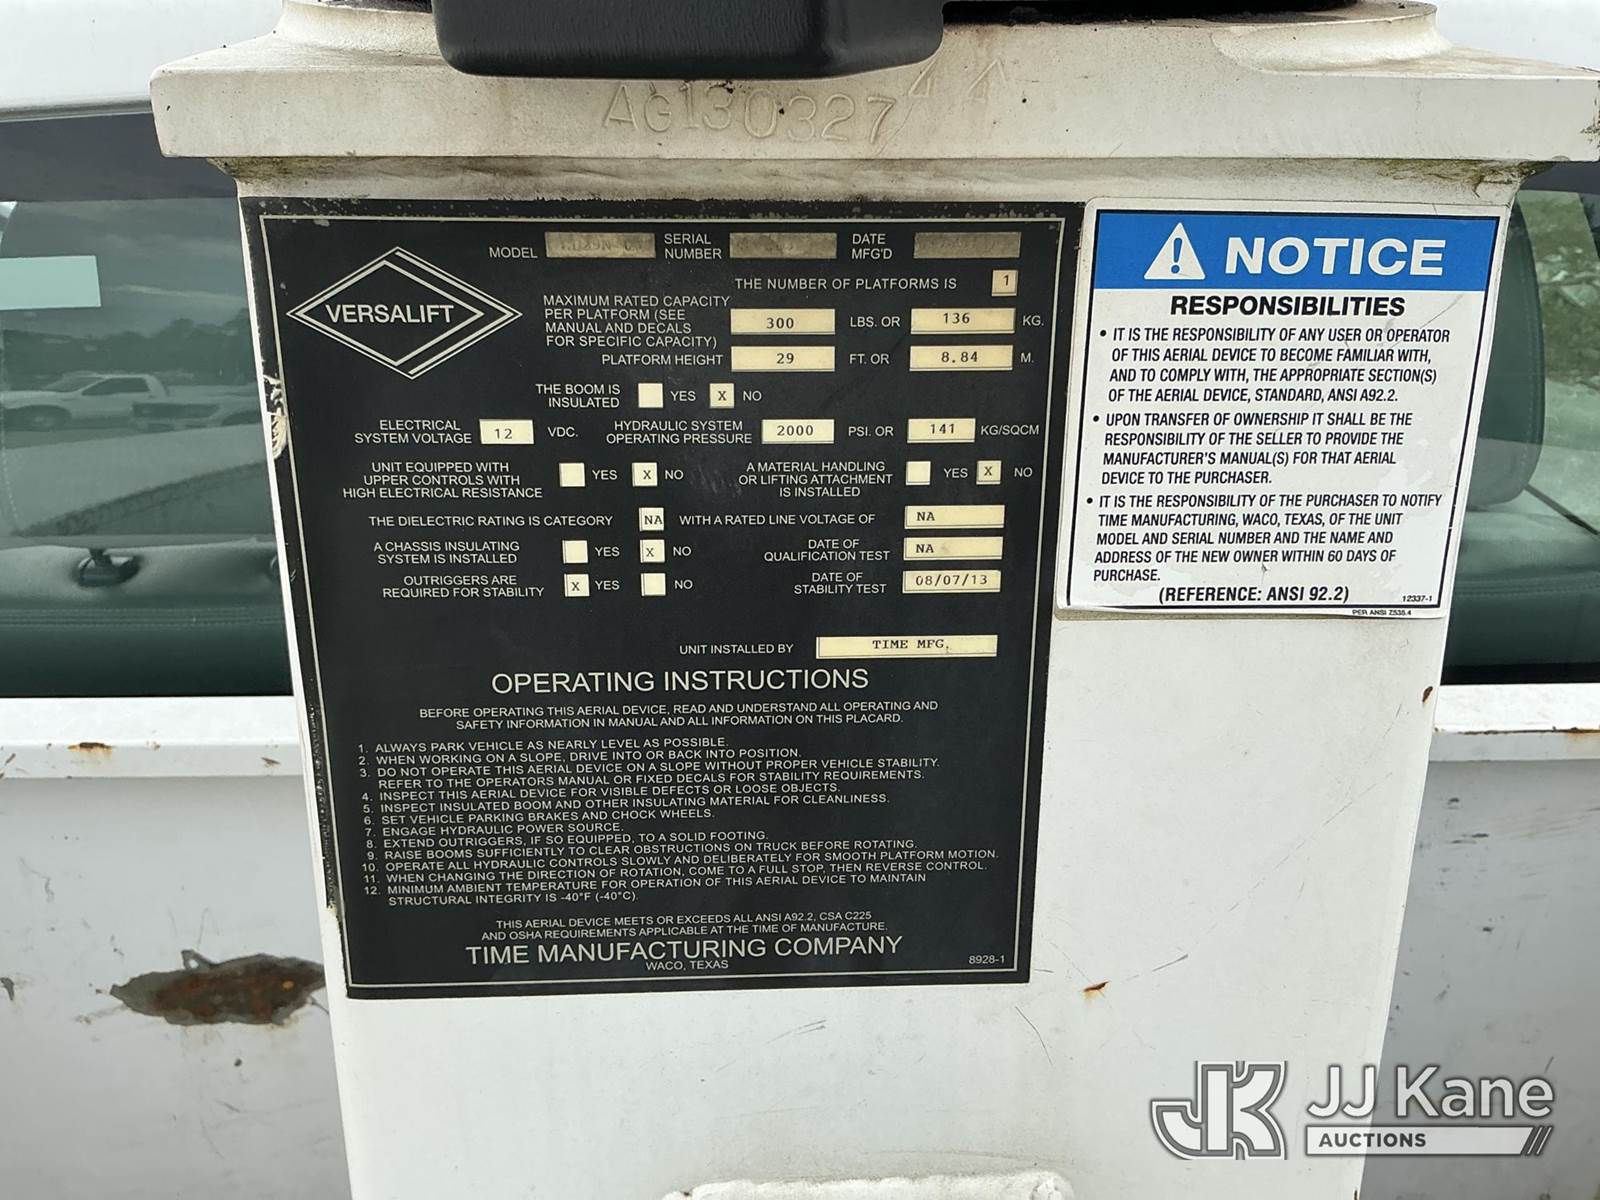 AG130327
VERSALIFT
MODEL
SERIAL NUMBER
DATE MFG'D
THE NUMBER OF PLATFORMS IS 1
MAXIMUM RATED CAPACITY
PER PLATFORM (SEE
MANUAL AND DECALS
FOR SPECIFIC CAPACITY)
300 LBS. OR 136 KG.
PLATFORM HEIGHT 29 FT. OR 8.84 M.
THE BOOM IS
INSULATED
YES X NO
ELECTRICAL
SYSTEM VOLTAGE
12 VDC.
HYDRAULIC SYSTEM
OPERATING PRESSURE
2000 PSI. OR 141 KG/SQCM
UNIT EQUIPPED WITH
UPPER CONTROLS WITH
HIGH ELECTRICAL RESISTANCE
YES X NO
A MATERIAL HANDLING
OR LIFTING ATTACHMENT
IS INSTALLED
YES X NO
THE DIELECTRIC RATING IS CATEGORY NA WITH A RATED LINE VOLTAGE OF NA
A CHASSIS INSULATING
SYSTEM IS INSTALLED
YES X NO
DATE OF
QUALIFICATION TEST
NA
OUTRIGGERS ARE
REQUIRED FOR STABILITY
X YES NO
DATE OF
STABILITY TEST
08/07/13
UNIT INSTALLED BY TIME MFG.
OPERATING INSTRUCTIONS
BEFORE OPERATING THIS AERIAL DEVICE, READ AND UNDERSTAND ALL OPERATING AND
SAFETY INFORMATION IN MANUAL AND ALL INFORMATION ON THIS PLACARD.
1. ALWAYS PARK VEHICLE AS NEARLY LEVEL AS POSSIBLE.
2. WHEN WORKING ON A SLOPE, DRIVE INTO OR BACK INTO POSITION.
3. DO NOT OPERATE THIS AERIAL DEVICE ON A SLOPE WITHOUT PROPER VEHICLE STABILITY.
REFER TO THE OPERATORS MANUAL OR FIXED DECALS FOR STABILITY REQUIREMENTS.
4. INSPECT THIS AERIAL DEVICE FOR VISIBLE DEFECTS OR LOOSE OBJECTS.
5. INSPECT INSULATED BOOM AND OTHER INSULATING MATERIAL FOR CLEANLINESS.
6. SET VEHICLE PARKING BRAKES AND CHOCK WHEELS.
7. ENGAGE HYDRAULIC POWER SOURCE.
8. EXTEND OUTRIGGERS, IF SO EQUIPPED, TO A SOLID FOOTING.
9. RAISE BOOMS SUFFICIENTLY TO CLEAR OBSTRUCTIONS ON TRUCK BEFORE ROTATING.
10. OPERATE ALL HYDRAULIC CONTROLS SLOWLY AND DELIBERATELY FOR SMOOTH PLATFORM MOTION.
11. WHEN CHANGING THE DIRECTION OF ROTATION, COME TO A FULL STOP, THEN REVERSE CONTROL.
12. MINIMUM AMBIENT TEMPERATURE FOR OPERATION OF THIS AERIAL DEVICE TO MAINTAIN
STRUCTURAL INTEGRITY IS -40°F (-40°C).
THIS AERIAL DEVICE MEETS OR EXCEEDS ALL ANSI A92.2, CSA C225
AND OSHA REQUIREMENTS APPLICABLE AT THE TIME OF MANUFACTURE.
TIME MANUFACTURING COMPANY
WACO, TEXAS
8928-1
NOTICE
RESPONSIBILITIES
• IT IS THE RESPONSIBILITY OF ANY USER OR OPERATOR
OF THIS AERIAL DEVICE TO BECOME FAMILIAR WITH,
AND TO COMPLY WITH, THE APPROPRIATE SECTION(S)
OF THE AERIAL DEVICE, STANDARD, ANSI A92.2.
• UPON TRANSFER OF OWNERSHIP IT SHALL BE THE
RESPONSIBILITY OF THE SELLER TO PROVIDE THE
MANUFACTURER'S MANUAL(S) FOR THAT AERIAL
DEVICE TO THE PURCHASER.
• IT IS THE RESPONSIBILITY OF THE PURCHASER TO NOTIFY
TIME MANUFACTURING, WACO, TEXAS, OF THE UNIT
MODEL AND SERIAL NUMBER AND THE NAME AND
ADDRESS OF THE NEW OWNER WITHIN 60 DAYS OF
PURCHASE.
(REFERENCE: ANSI 92.2)
12337-1
PER ANSI Z535.4
JK JJ Kane
AUCTIONS